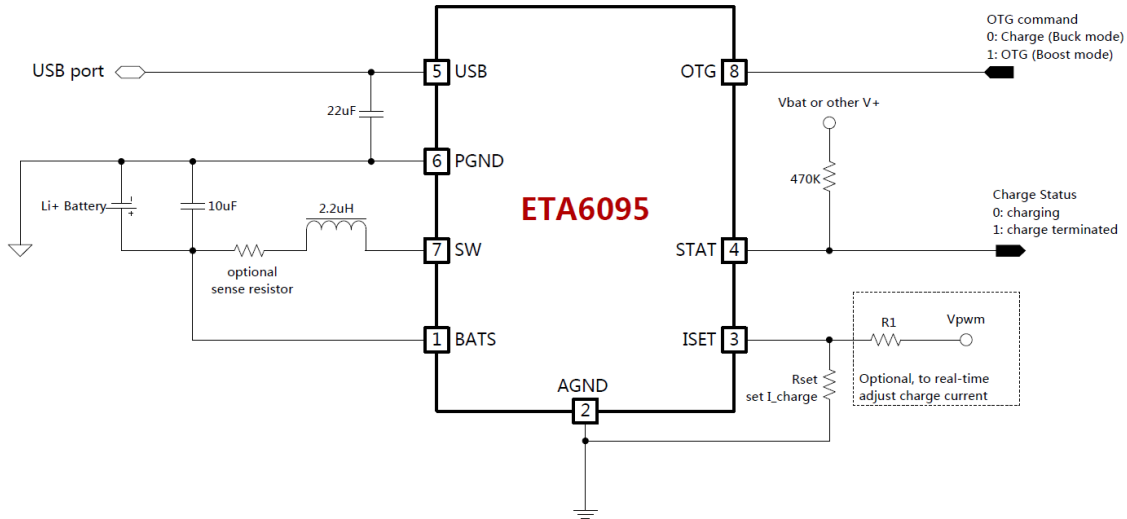 OTG command
0: Charge (Buck mode)
1: OTG (Boost mode)
USB port
5
USB
OTG
8
22uF
Vbat or other V+
6
PGND
470K
Li+ Battery
10uF
2.2uH
ETA6095
Charge Status
0: charging
1: charge terminated
7
SW
STAT
4
optional
sense resistor
1
BATS
ISET
3
R1
Vpwm
Rset
set I_charge
Optional, to real-time
adjust charge current
AGND
2